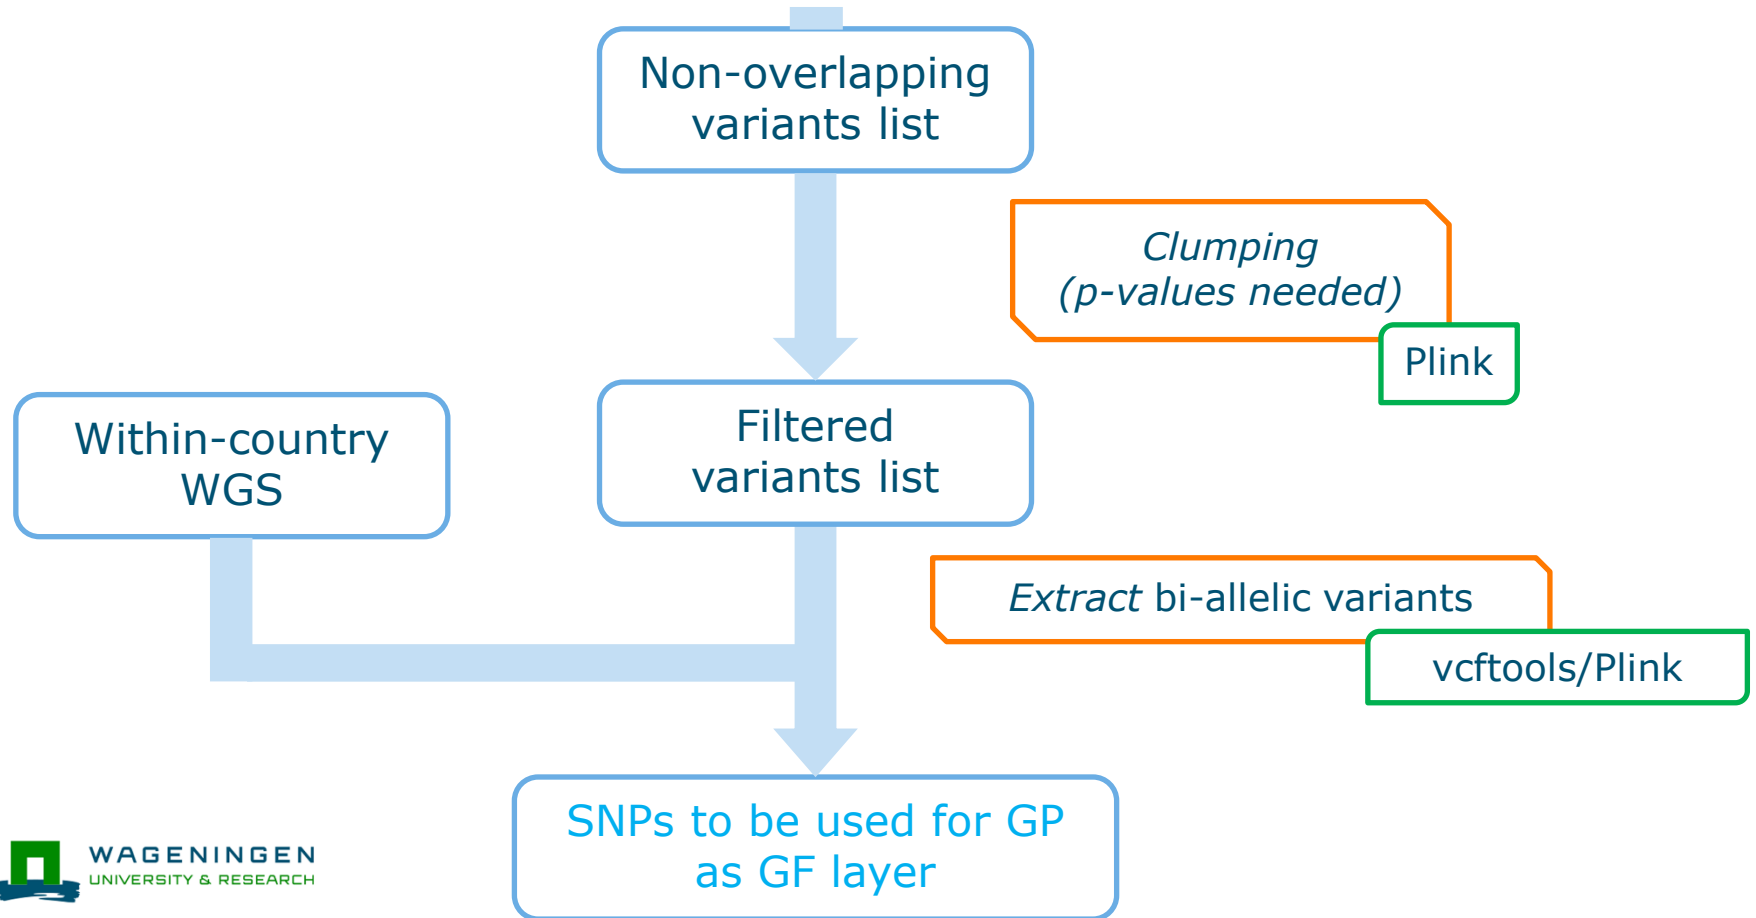 Non-overlapping
variants list
Clumping
(p-values needed)
Plink
Within-country
WGS
Filtered
variants list
Extract bi-allelic variants
vcftools/Plink
SNPs to be used for GP
as GF layer
WAGENINGEN
UNIVERSITY & RESEARCH